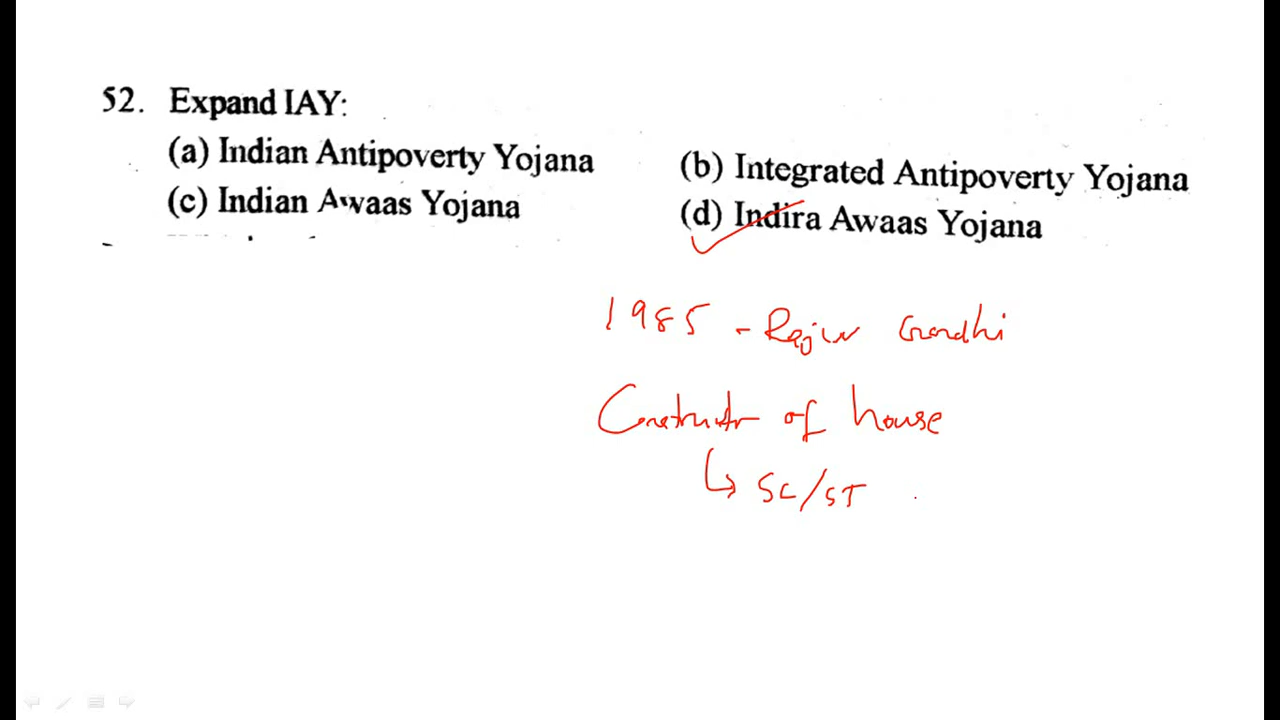 52. Expand IAY:
(a) Indian Antipoverty Yojana (b) Integrated Antipoverty Yojana
(c) Indian Awaas Yojana (d) Indira Awaas Yojana
1985 - Rajiv Gandhi
of house
SC/ST